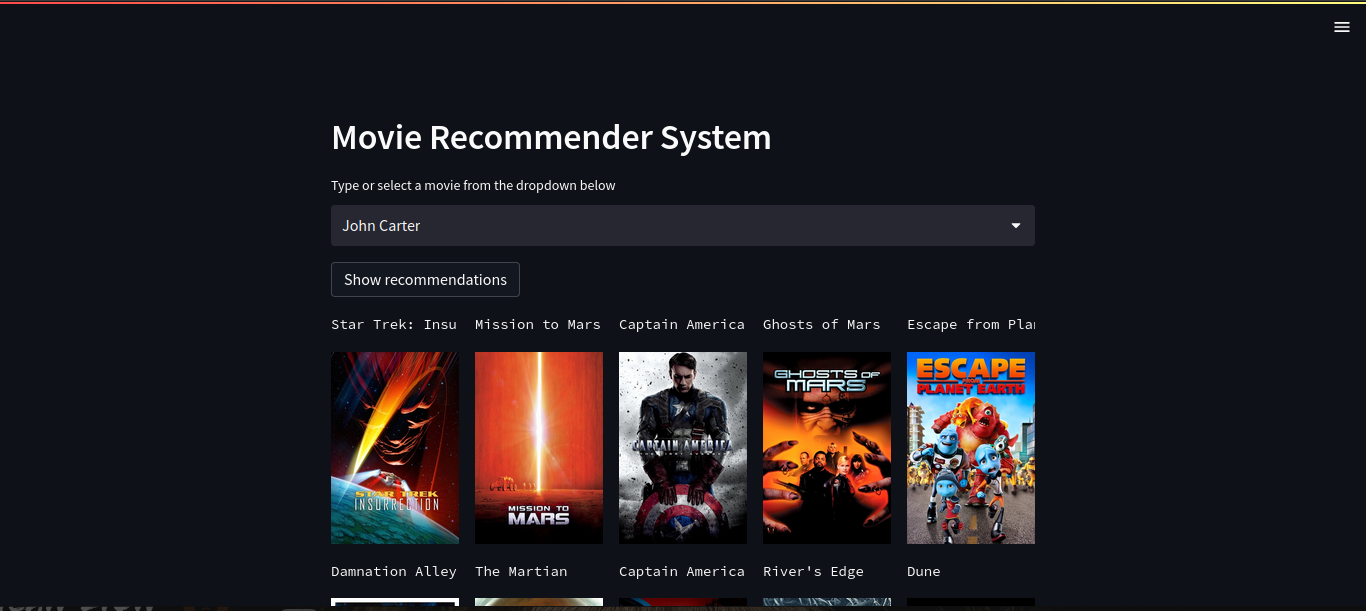 Movie Recommender System
Type or select a movie from the dropdown below
John Carter
Show recommendations
Star Trek: Insu
Mission to Mars
Captain America
Ghosts of Mars
Escape from Plan
STAR TREK
INSURRECTION
MISSION TO
MARS
CAPTAIN AMERICA
GHOSTS OF
MARS
ESCAPE
FROM
PLANET EARTH
Damnation Alley
The Martian
Captain America
River's Edge
Dune